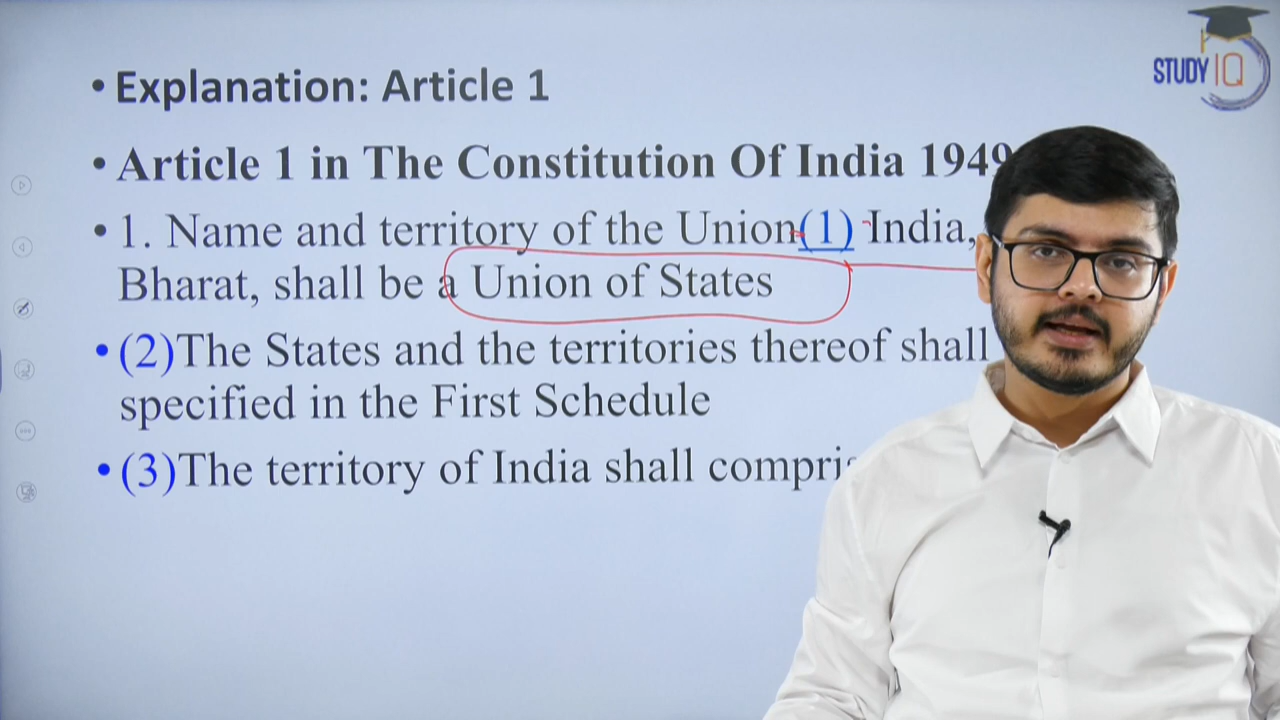 STUDY IQ
• Explanation: Article 1
• Article 1 in The Constitution Of India 1949
• 1. Name and territory of the Union(1) India,
Bharat, shall be a Union of States
• (2)The States and the territories thereof shall
specified in the First Schedule
• (3)The territory of India shall